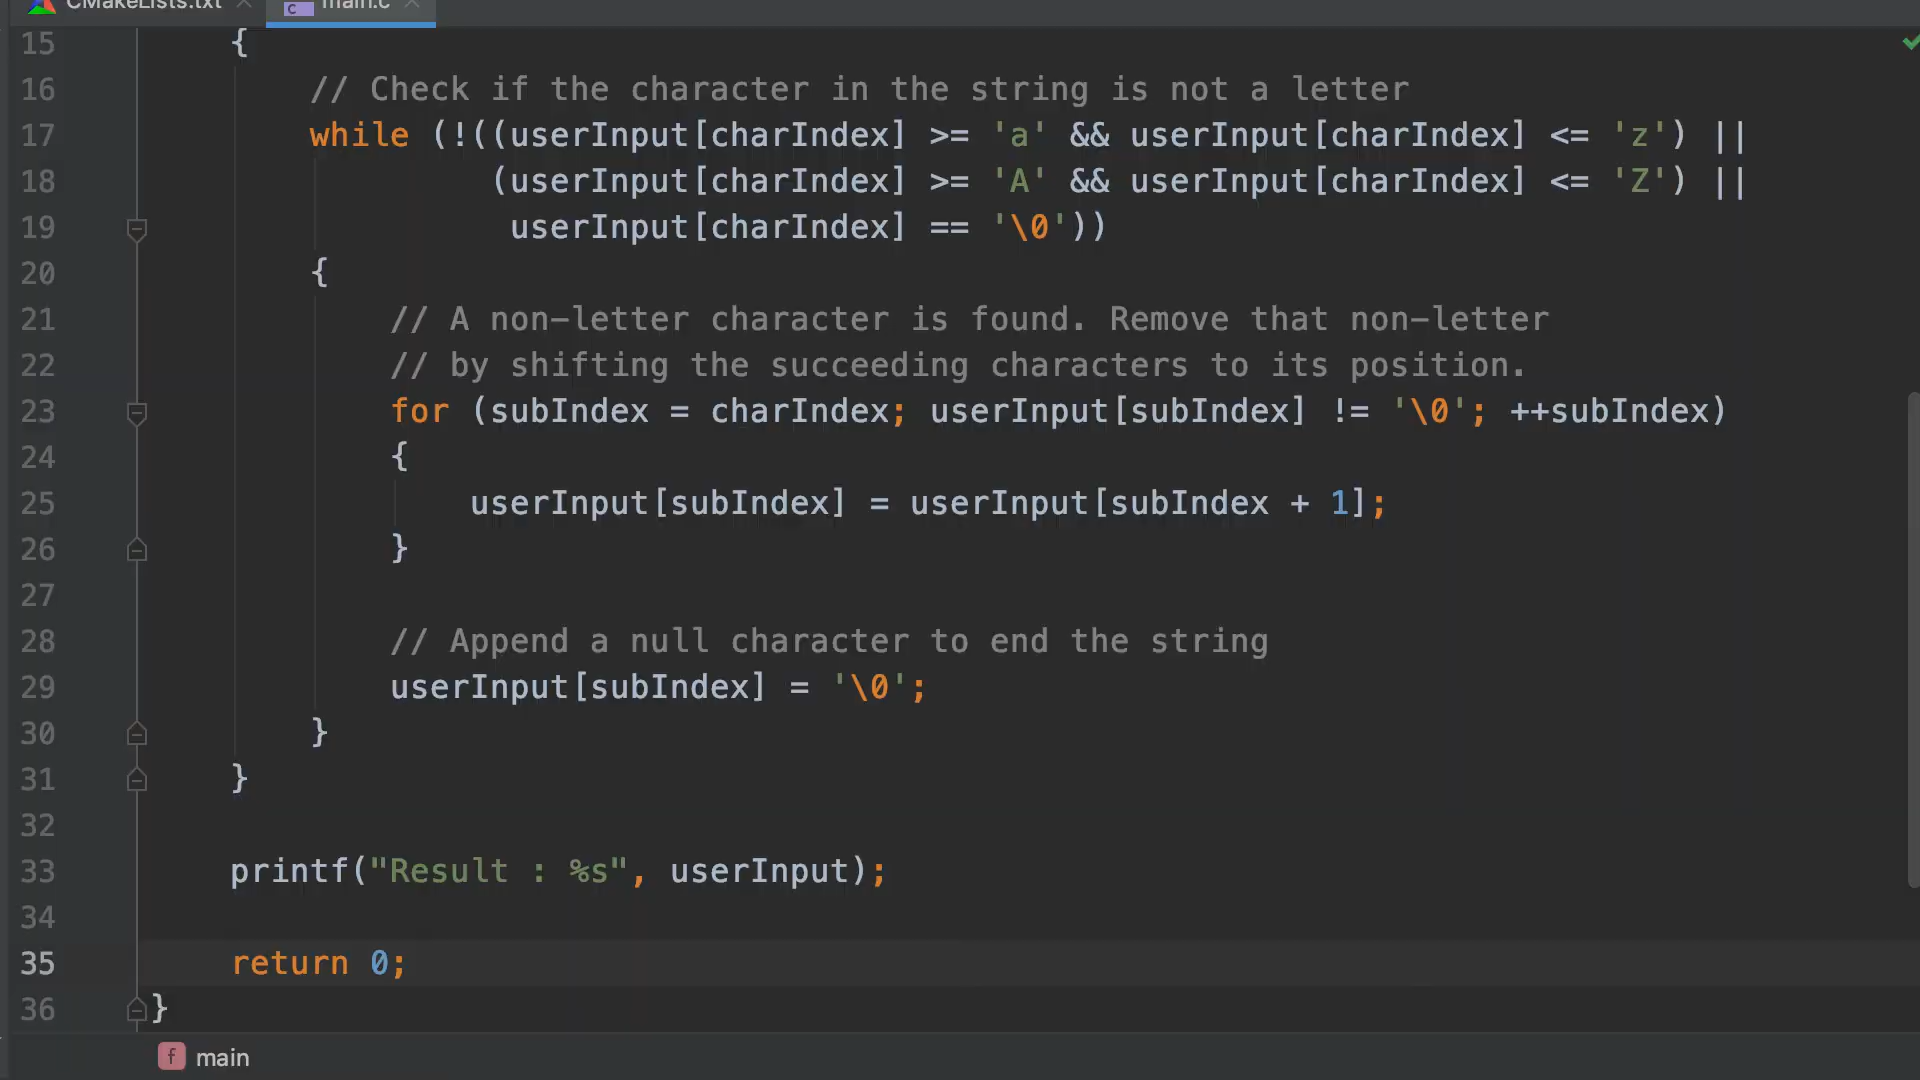 CMakeLists.txt main.c
15 {
16 // Check if the character in the string is not a letter
17 while (!((userInput[charIndex] >= 'a' && userInput[charIndex] <= 'z') ||
18 (userInput[charIndex] >= 'A' && userInput[charIndex] <= 'Z') ||
19 userInput[charIndex] == '\0'))
20 {
21 // A non-letter character is found. Remove that non-letter
22 // by shifting the succeeding characters to its position.
23 for (subIndex = charIndex; userInput[subIndex] != '\0'; ++subIndex)
24 {
25 userInput[subIndex] = userInput[subIndex + 1];
26 }
27
28 // Append a null character to end the string
29 userInput[subIndex] = '\0';
30 }
31 }
32
33 printf("Result : %s", userInput);
34
35 return 0;
36 }
f main